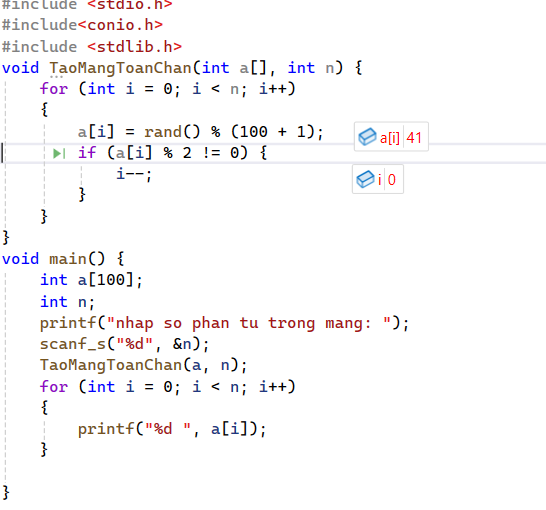 #include <stdio.h>
#include<conio.h>
#include <stdlib.h>
void TaoMangToanChan(int a[], int n) {
    for (int i = 0; i < n; i++)
    {
        a[i] = rand() % (100 + 1);
a[i] 41
        if (a[i] % 2 != 0) {
            i--;
i 0
        }
    }
}
void main() {
    int a[100];
    int n;
    printf("nhap so phan tu trong mang: ");
    scanf_s("%d", &n);
    TaoMangToanChan(a, n);
    for (int i = 0; i < n; i++)
    {
        printf("%d ", a[i]);
    }
}